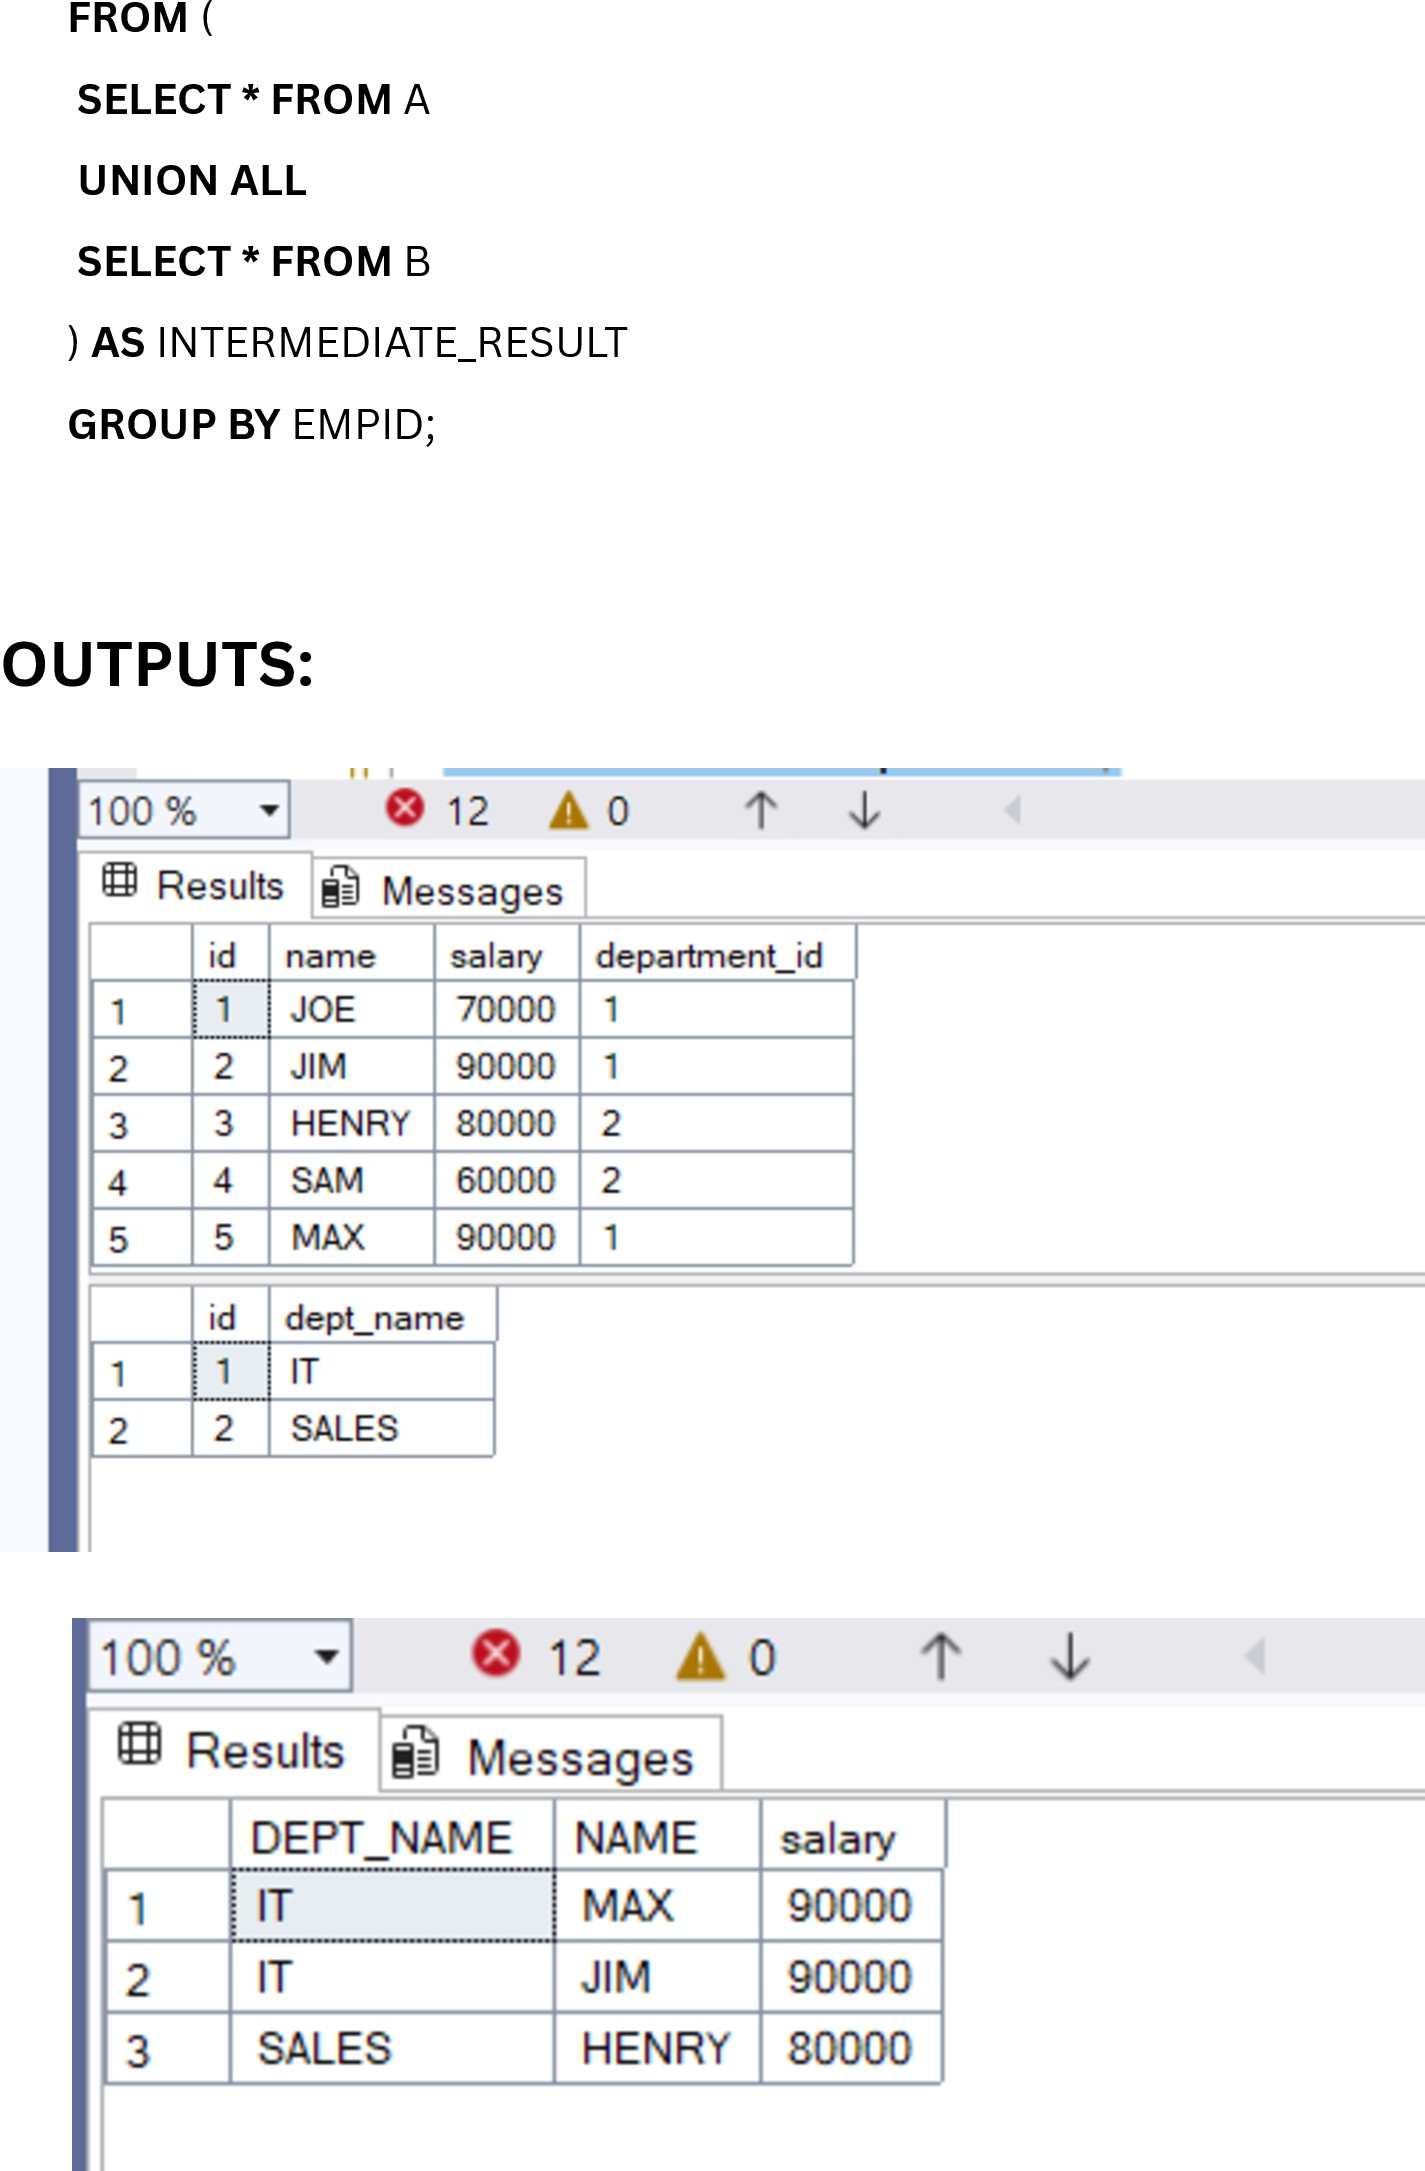 FROM (
SELECT * FROM A
UNION ALL
SELECT * FROM B
) AS INTERMEDIATE_RESULT
GROUP BY EMPID;
OUTPUTS:
100 % 12 0
Results Messages
id name salary department_id
1 1 JOE 70000 1
2 2 JIM 90000 1
3 3 HENRY 80000 2
4 4 SAM 60000 2
5 5 MAX 90000 1
id dept_name
1 1 IT
2 2 SALES
100 % 12 0
Results Messages
DEPT_NAME NAME salary
1 IT MAX 90000
2 IT JIM 90000
3 SALES HENRY 80000